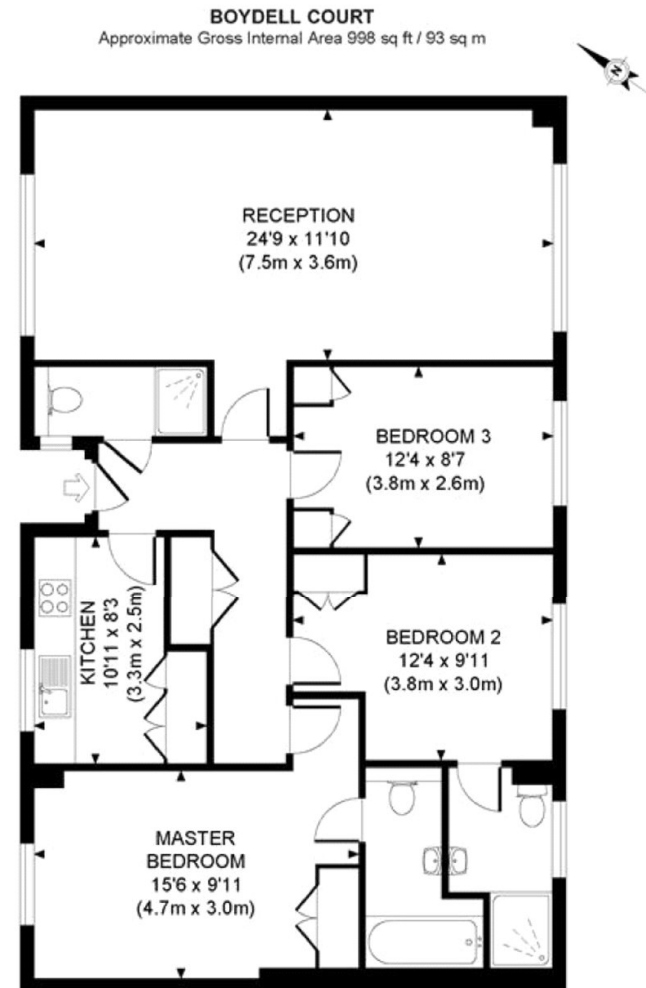 BOYDELL COURT
Approximate Gross Internal Area 998 sq ft / 93 sq m
N
RECEPTION
24'9 x 11'10
(7.5m x 3.6m)
BEDROOM 3
12'4 x 8'7
(3.8m x 2.6m)
KITCHEN
10'11 x 8'3
(3.3m x 2.5m)
BEDROOM 2
12'4 x 9'11
(3.8m x 3.0m)
MASTER
BEDROOM
15'6 x 9'11
(4.7m x 3.0m)